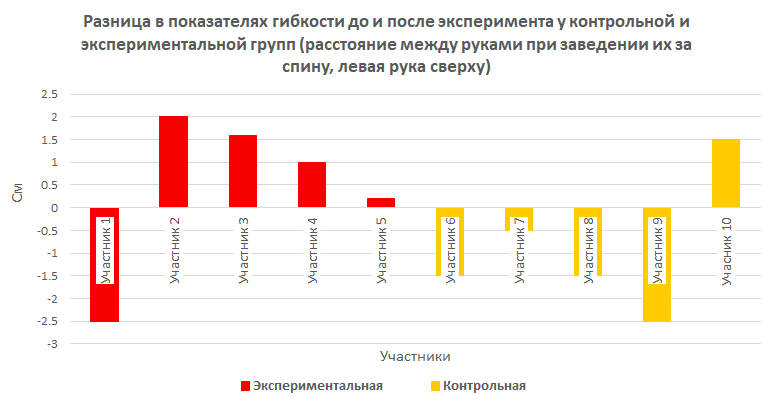 Разница в показателях гибкости до и после эксперимента у контрольной и
экспериментальной групп (расстояние между руками при заведении их за
спину, левая рука сверху)
2.5
2
1.5
1
0.5
0
-0.5
-1
-1.5
-2
-2.5
-3
См
Участник 1
Участник 2
Участник 3
Участник 4
Участник 5
Участник 6
Участник 7
Участник 8
Участник 9
Учасник 10
Участники
Экспериментальная
Контрольная